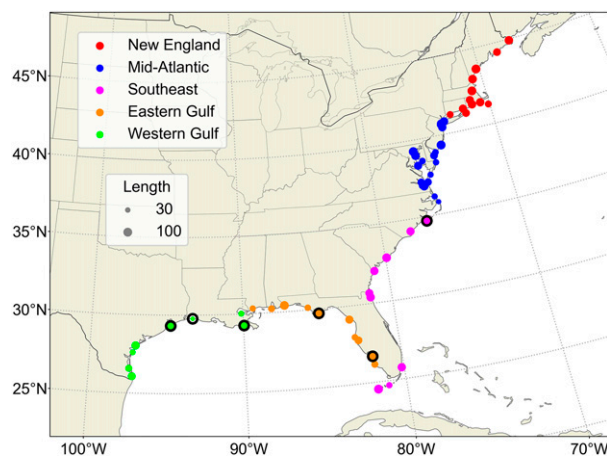 New England
Mid-Atlantic
Southeast
Eastern Gulf
Western Gulf
Length
30
100
45°N
40°N
35°N
30°N
25°N
100°W
90°W
80°W
70°W